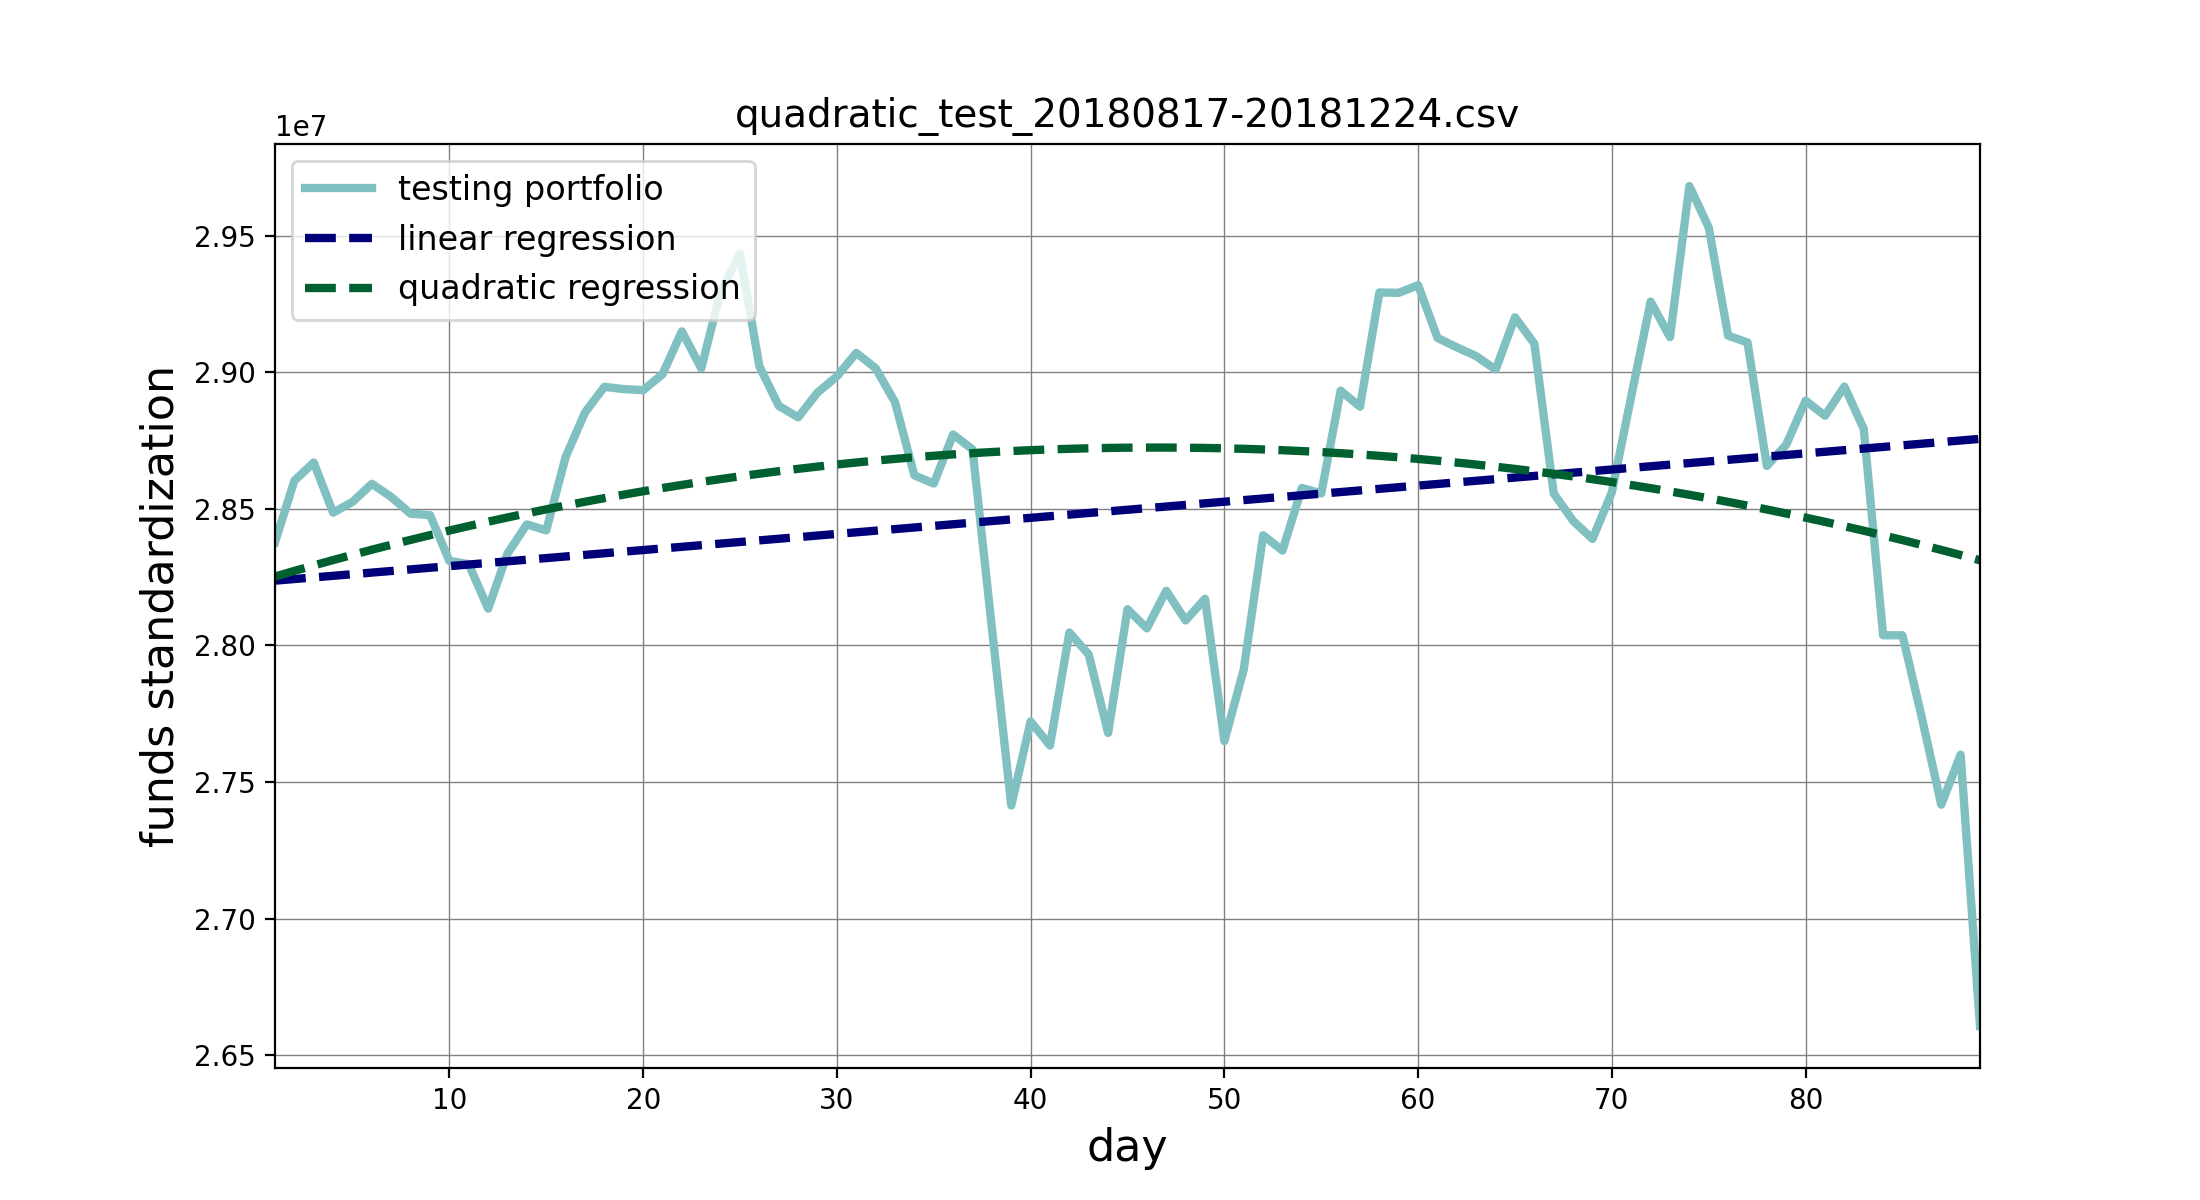 quadratic_test_20180817-20181224.csv
1e7
testing portfolio
linear regression
quadratic regression
2.95
2.90
2.85
2.80
2.75
2.70
2.65
funds standardization
10 20 30 40 50 60 70 80
day